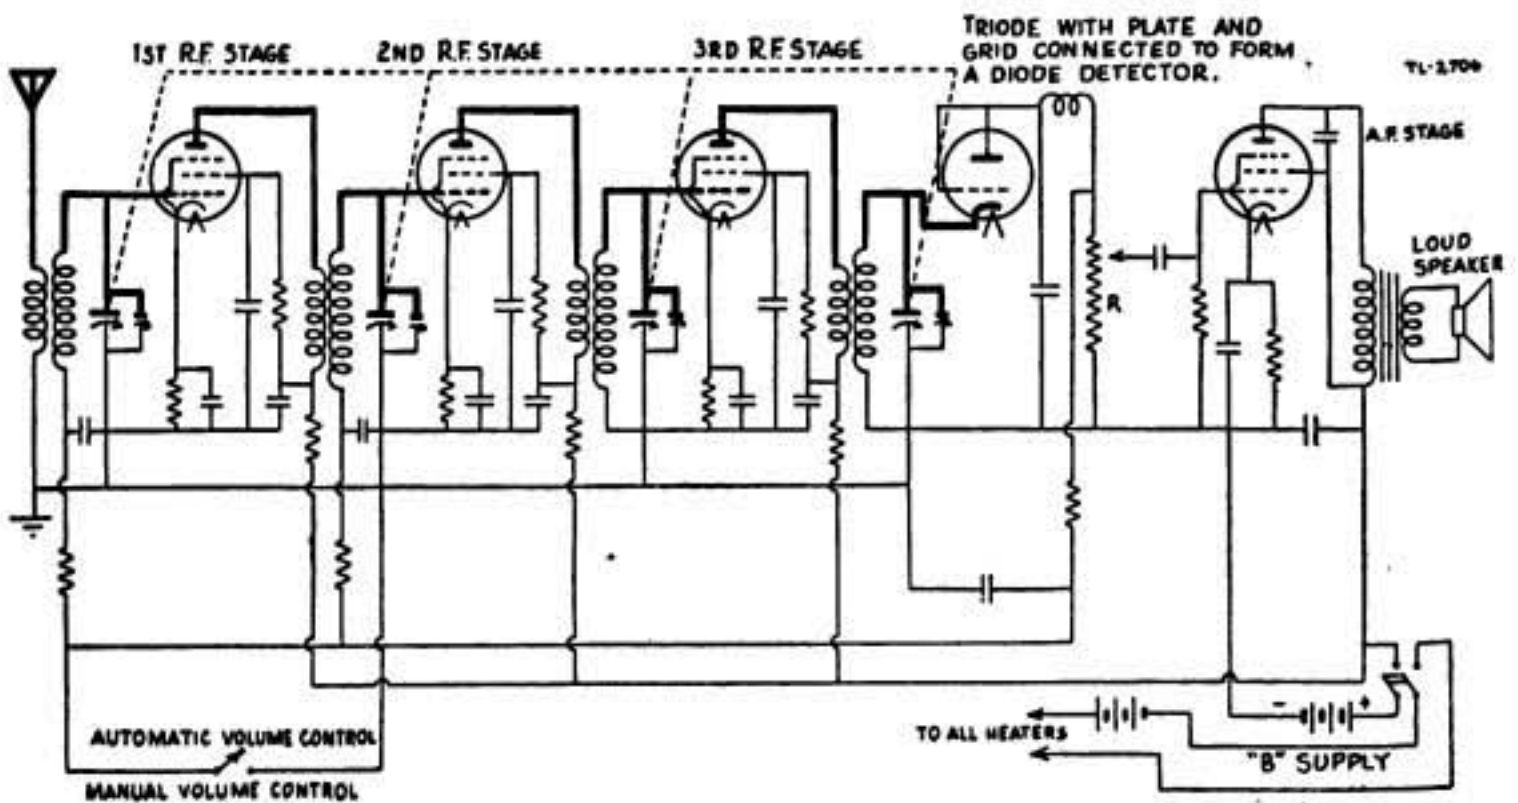 1ST R.F. STAGE
2ND R.F. STAGE
3RD R.F. STAGE
TRIODE WITH PLATE AND
GRID CONNECTED TO FORM
A DIODE DETECTOR.
TL-2704
A.F. STAGE
LOUD
SPEAKER
R
AUTOMATIC VOLUME CONTROL
MANUAL VOLUME CONTROL
TO ALL HEATERS
- +
"B" SUPPLY